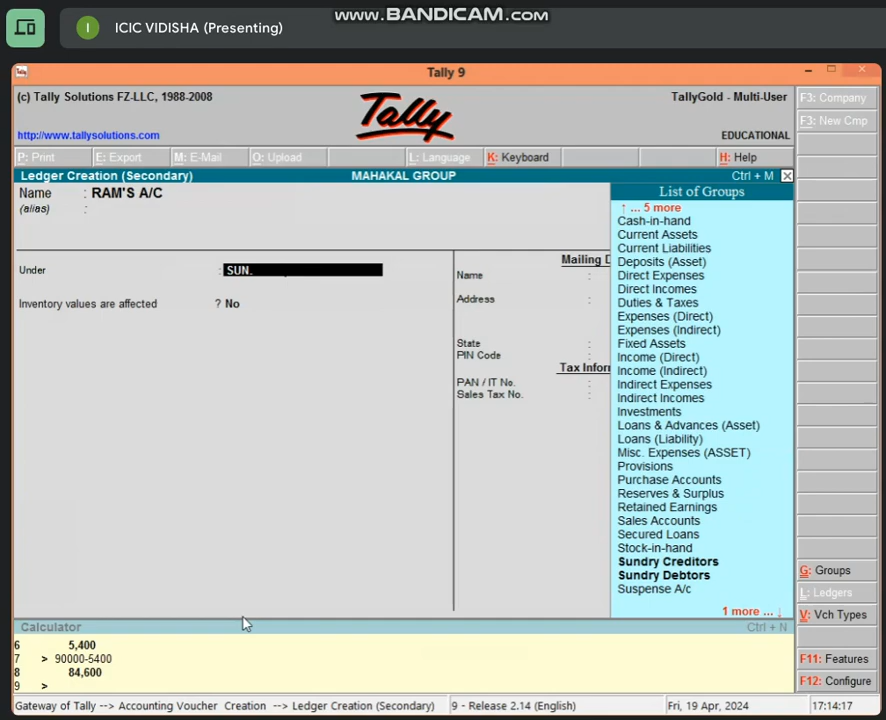 www.BANDICAM.com
I ICIC VIDISHA (Presenting)
Tally 9
(c) Tally Solutions FZ-LLC, 1988-2008
Tally
TallyGold - Multi-User
http://www.tallysolutions.com
EDUCATIONAL
F3: Company
F3: New Cmp
P: Print E: Export M: E-Mail O: Upload L: Language K: Keyboard H: Help
Ledger Creation (Secondary) MAHAKAL GROUP Ctrl + M
Name : RAM'S A/C
(alias) :
Under : SUN.
Inventory values are affected ? No
Mailing D
Name :
Address :
State :
PIN Code :
Tax Infor
PAN / IT No. :
Sales Tax No. :
List of Groups
↑ ... 5 more
Cash-in-hand
Current Assets
Current Liabilities
Deposits (Asset)
Direct Expenses
Direct Incomes
Duties & Taxes
Expenses (Direct)
Expenses (Indirect)
Fixed Assets
Income (Direct)
Income (Indirect)
Indirect Expenses
Indirect Incomes
Investments
Loans & Advances (Asset)
Loans (Liability)
Misc. Expenses (ASSET)
Provisions
Purchase Accounts
Reserves & Surplus
Retained Earnings
Sales Accounts
Secured Loans
Stock-in-hand
Sundry Creditors
Sundry Debtors
Suspense A/c
1 more ... ↓
G: Groups
L: Ledgers
V: Vch Types
F11: Features
F12: Configure
Calculator Ctrl + N
6 5,400
7 > 90000-5400
8 84,600
9 >
Gateway of Tally --> Accounting Voucher Creation --> Ledger Creation (Secondary) 9 - Release 2.14 (English) Fri, 19 Apr, 2024 17:14:17